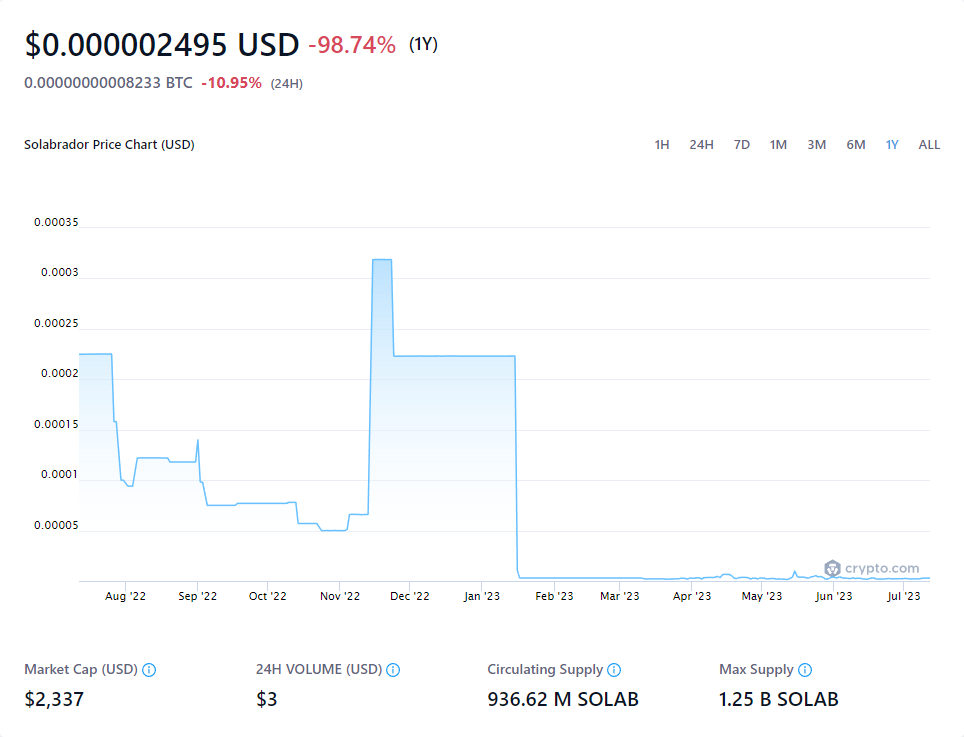 $0.000002495 USD -98.74% (1Y)
0.00000000008233 BTC -10.95% (24H)
Solabrador Price Chart (USD) 1H 24H 7D 1M 3M 6M 1Y ALL
0.00035
0.0003
0.00025
0.0002
0.00015
0.0001
0.00005
crypto.com
Aug '22 Sep '22 Oct '22 Nov '22 Dec '22 Jan '23 Feb '23 Mar '23 Apr '23 May '23 Jun '23 Jul '23
Market Cap (USD) 24H VOLUME (USD) Circulating Supply Max Supply
$2,337 $3 936.62 M SOLAB 1.25 B SOLAB